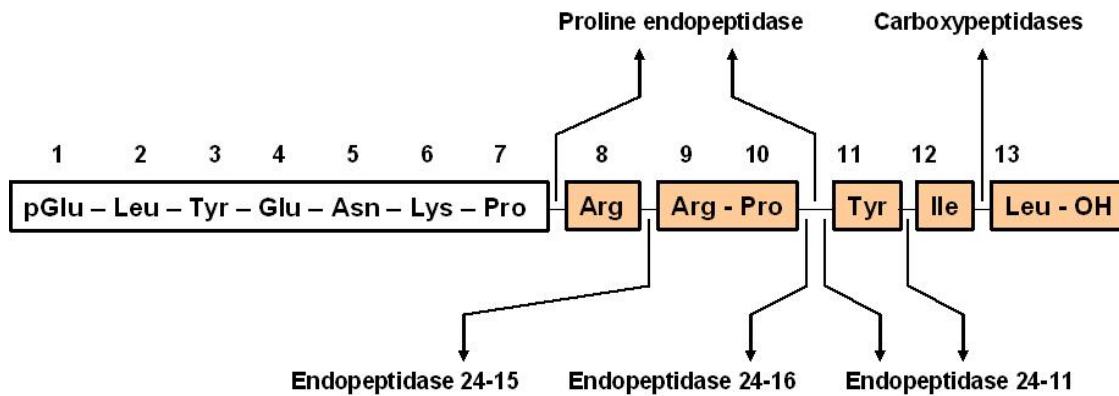 Proline endopeptidase Carboxypeptidases
1 2 3 4 5 6 7 8 9 10 11 12 13
pGlu – Leu – Tyr – Glu – Asn – Lys – Pro Arg Arg - Pro Tyr Ile Leu - OH
Endopeptidase 24-15 Endopeptidase 24-16 Endopeptidase 24-11